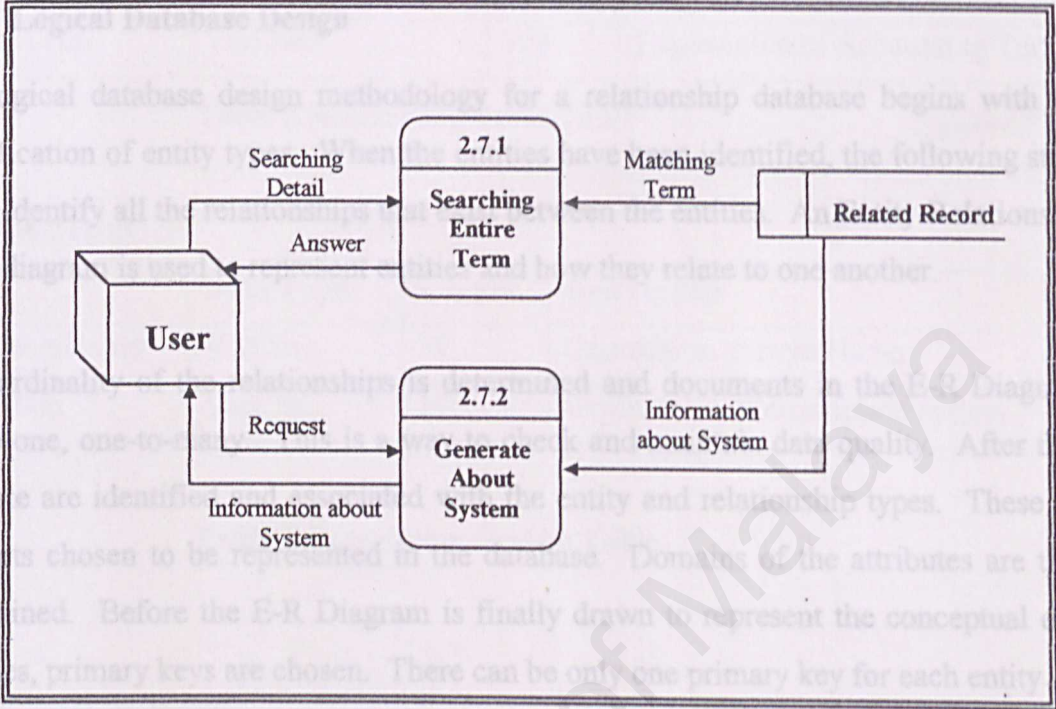 Logical Database Design
gical database design methodology for a relationship database begins with
ication of entity types. When the entities have been identified, the following
dentify all the relationships that exist between the entities. An
diagram is used to represent entities and how they relate to one another
rdinality of the relationships is determined and documents in the E-R Diagr
one, one-to-many. This is a way to check and data quality. After
e are identified and associated with the entity and relationship types. These
ts chosen to be represented in the database. Domains of the attributes are
ined. Before the E-R Diagram is finally drawn to represent the conceptual
s, primary keys are chosen. There can be only one primary key for each entity
2.7.1
Searching
Entire
Term
Searching
Detail
Answer
Matching
Term
Related Record
User
2.7.2
Generate
About
System
Request
Information about
System
Information
about System
of Malaya